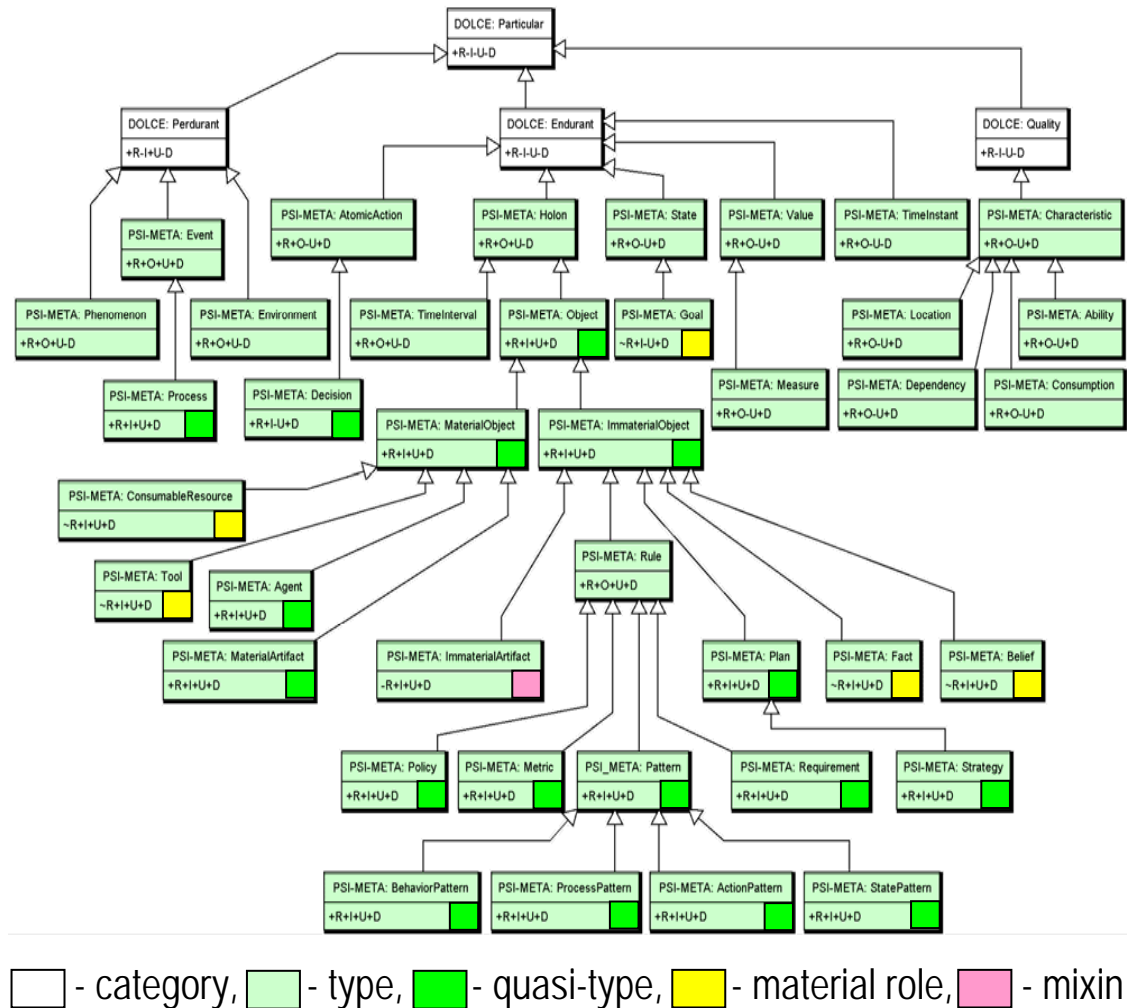 DOLCE: Particular
+R-I-U-D
DOLCE: Perdurant
+R-I+U-D
DOLCE: Endurant
+R-I-U-D
DOLCE: Quality
+R-I-U-D
PSI-META: AtomicAction
+R+O-U+D
PSI-META: Holon
+R+O+U-D
PSI-META: State
+R+O-U+D
PSI-META: Value
+R+O-U+D
PSI-META: TimeInstant
+R+O-U-D
PSI-META: Characteristic
+R+O-U+D
PSI-META: Event
+R+O+U+D
PSI-META: Phenomenon
+R+O+U-D
PSI-META: Environment
+R+O+U-D
PSI-META: TimeInterval
+R+O+U-D
PSI-META: Object
+R+I+U+D
PSI-META: Goal
~R+I-U+D
PSI-META: Location
+R+O-U+D
PSI-META: Ability
+R+O-U+D
PSI-META: Process
+R+I+U+D
PSI-META: Decision
+R+I-U+D
PSI-META: Measure
+R+O-U+D
PSI-META: Dependency
+R+O-U+D
PSI-META: Consumption
+R+O-U+D
PSI-META: MaterialObject
+R+I+U+D
PSI-META: ImmaterialObject
+R+I+U+D
PSI-META: ConsumableResource
~R+I+U+D
PSI-META: Tool
~R+I+U+D
PSI-META: Agent
+R+I+U+D
PSI-META: Rule
+R+O+U+D
PSI-META: MaterialArtifact
+R+I+U+D
PSI-META: ImmaterialArtifact
-R+I+U+D
PSI-META: Plan
+R+I+U+D
PSI-META: Fact
~R+I+U+D
PSI-META: Belief
~R+I+U+D
PSI-META: Policy
+R+I+U+D
PSI-META: Metric
+R+I+U+D
PSI_META: Pattern
+R+I+U+D
PSI-META: Requirement
+R+I+U+D
PSI-META: Strategy
+R+I+U+D
PSI-META: BehaviorPattern
+R+I+U+D
PSI-META: ProcessPattern
+R+I+U+D
PSI-META: ActionPattern
+R+I+U+D
PSI-META: StatePattern
+R+I+U+D
- category, - type, - quasi-type, - material role, - mixin